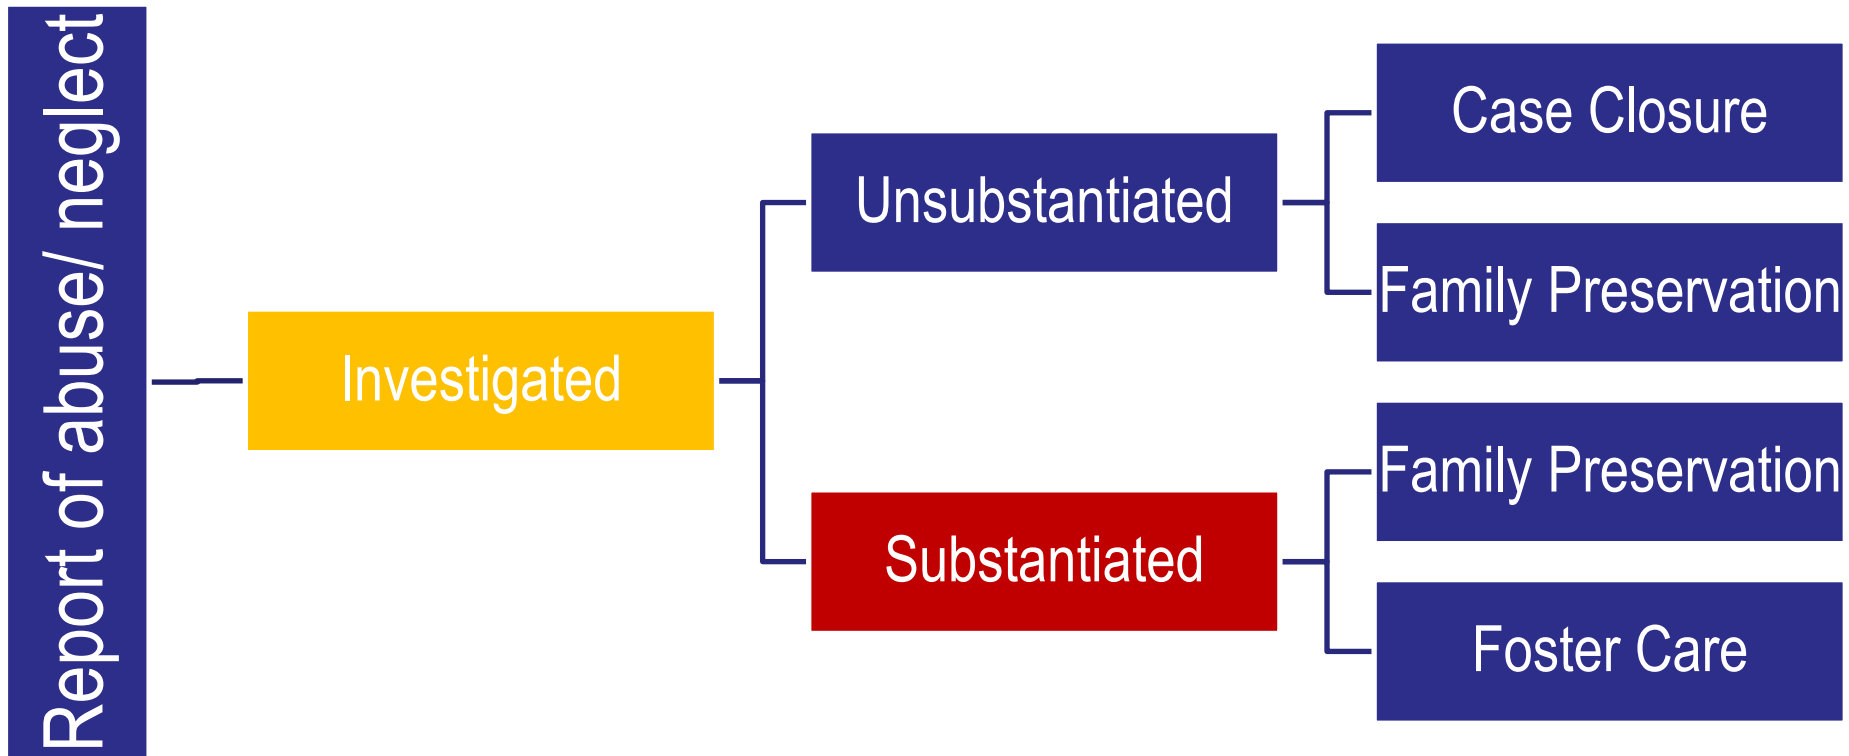 Report of abuse/ neglect
Investigated
Unsubstantiated
Substantiated
Case Closure
Family Preservation
Family Preservation
Foster Care